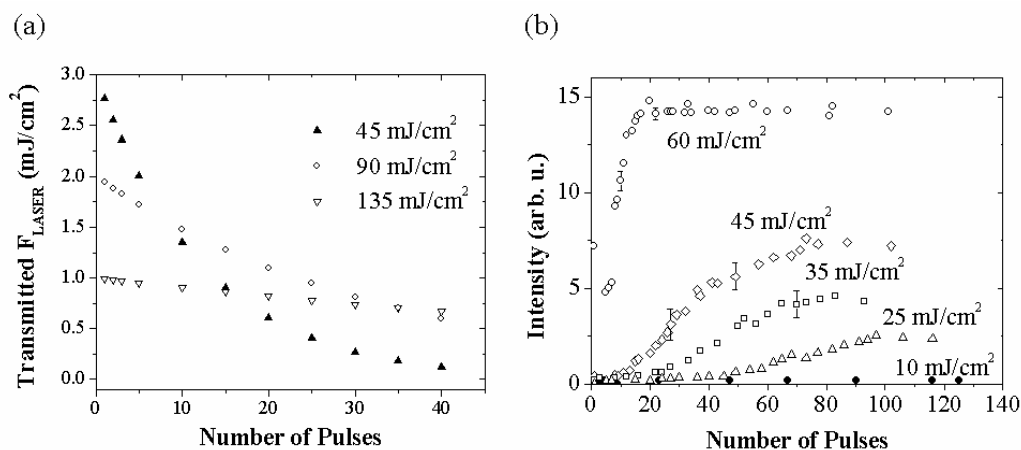 (a)
3.0
2.5
2.0
1.5
1.0
0.5
0.0
0
10
20
30
40
Transmitted F_LASER (mJ/cm²)
Number of Pulses
45 mJ/cm²
90 mJ/cm²
135 mJ/cm²
(b)
15
10
5
0
0
20
40
60
80
100
120
140
Intensity (arb. u.)
Number of Pulses
60 mJ/cm²
45 mJ/cm²
35 mJ/cm²
25 mJ/cm²
10 mJ/cm²